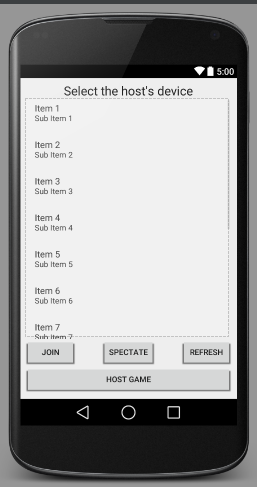 5:00
Select the host's device
Item 1
Sub Item 1
Item 2
Sub Item 2
Item 3
Sub Item 3
Item 4
Sub Item 4
Item 5
Sub Item 5
Item 6
Sub Item 6
Item 7
Sub Item 7
JOIN SPECTATE REFRESH
HOST GAME